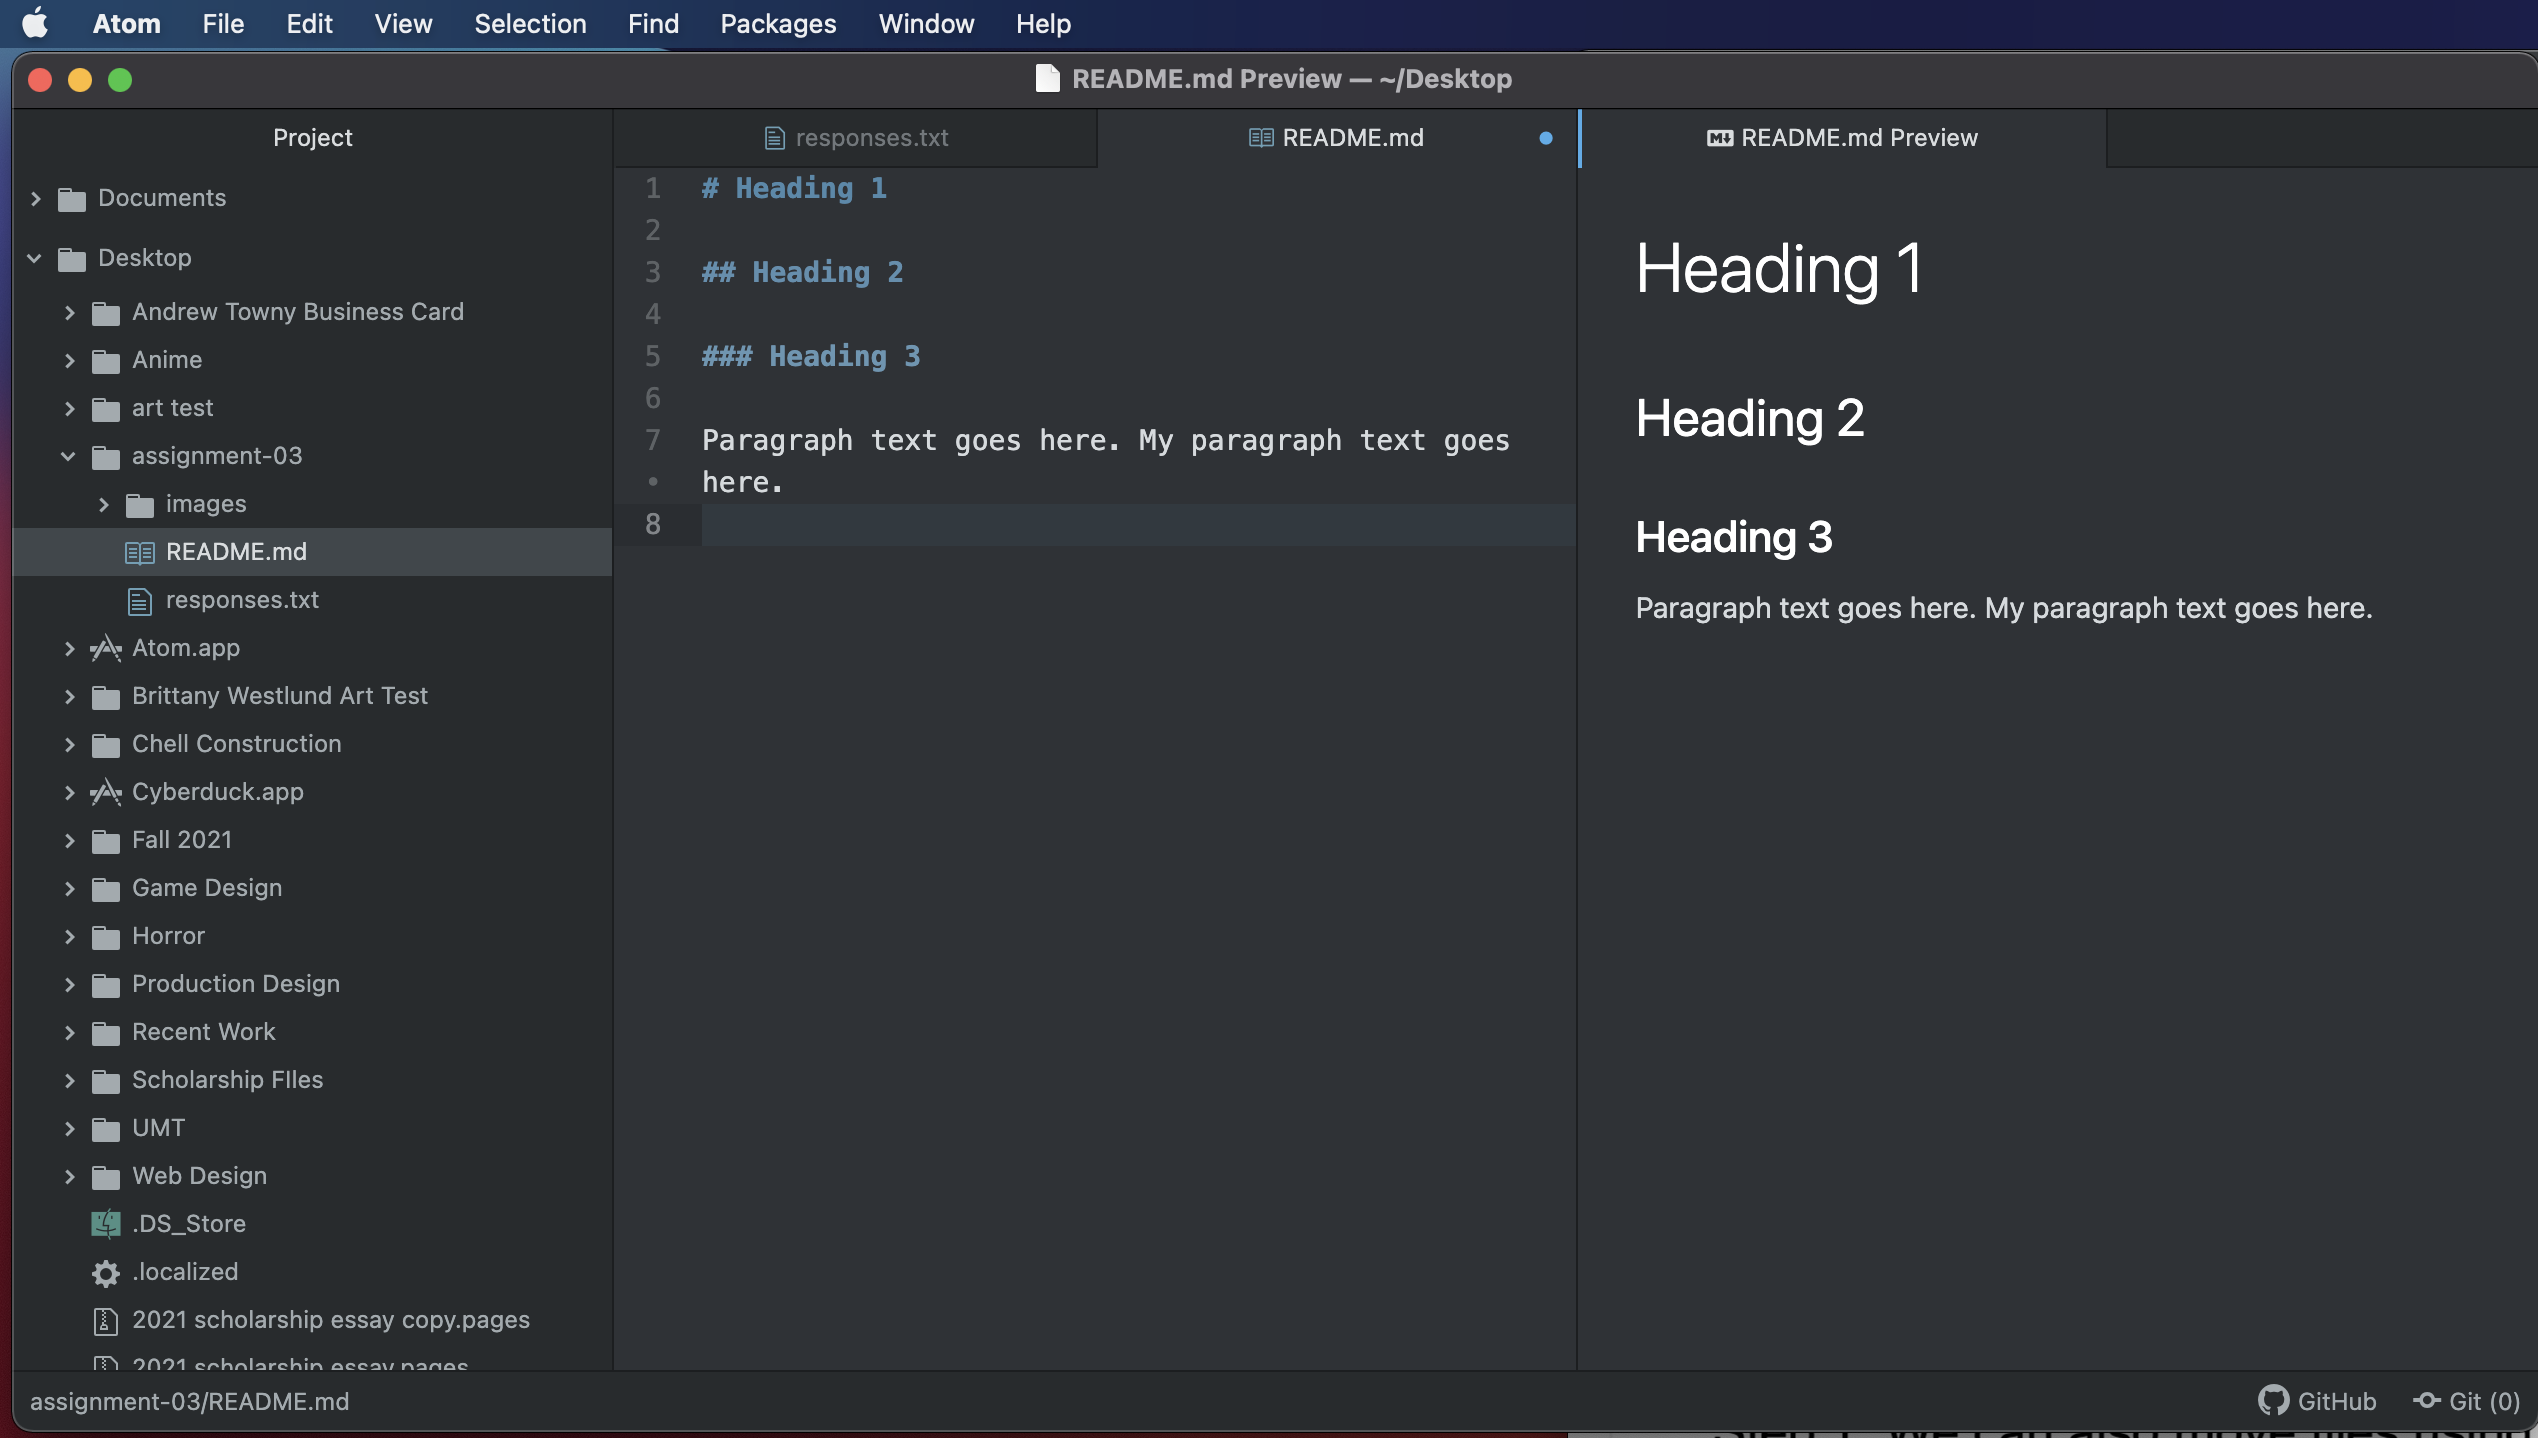 Atom File Edit View Selection Find Packages Window Help
README.md Preview — ~/Desktop
Project
responses.txt
README.md
README.md Preview
Documents
Desktop
Andrew Towny Business Card
Anime
art test
assignment-03
images
README.md
responses.txt
Atom.app
Brittany Westlund Art Test
Chell Construction
Cyberduck.app
Fall 2021
Game Design
Horror
Production Design
Recent Work
Scholarship FIles
UMT
Web Design
.DS_Store
.localized
2021 scholarship essay copy.pages
2021 scholarship essay.pages
1 # Heading 1
2
3 ## Heading 2
4
5 ### Heading 3
6
7 Paragraph text goes here. My paragraph text goes
• here.
8
Heading 1
Heading 2
Heading 3
Paragraph text goes here. My paragraph text goes here.
assignment-03/README.md
GitHub Git (0)